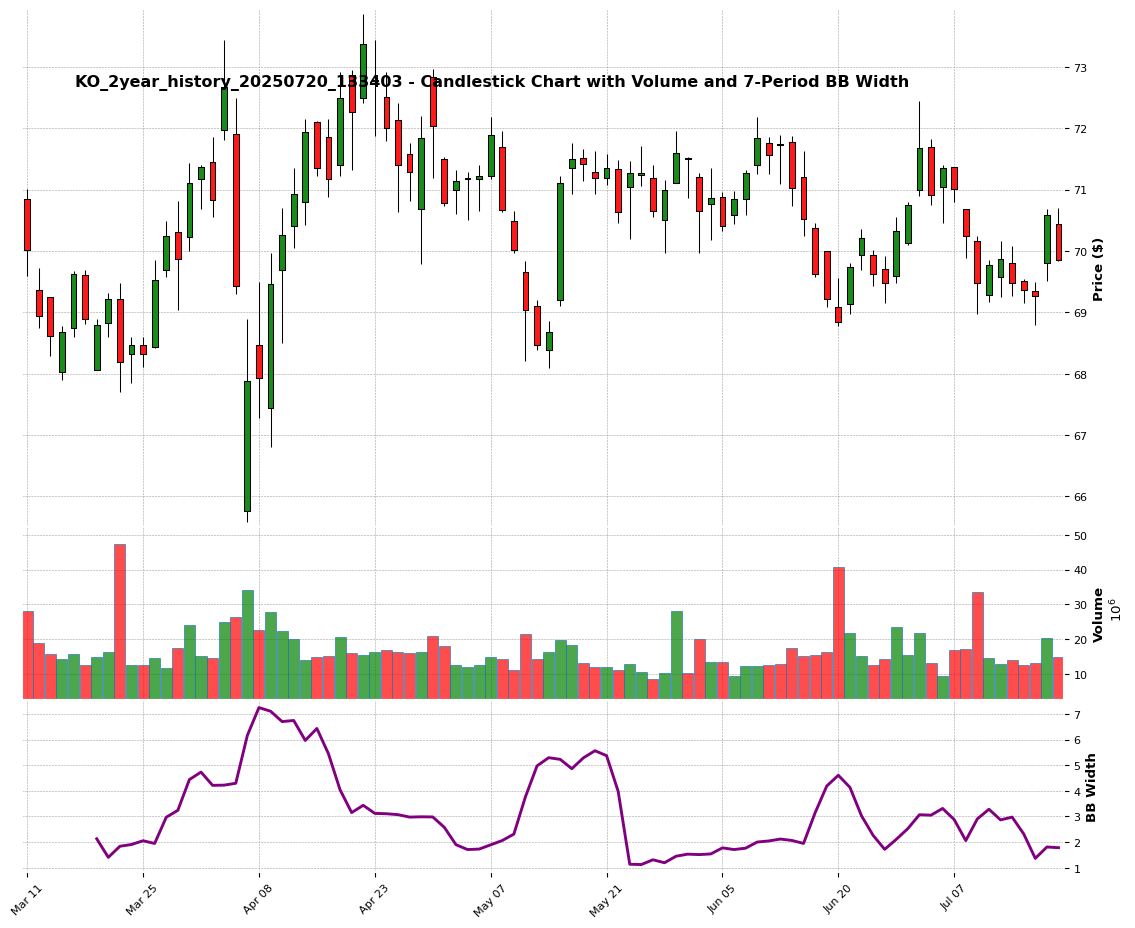 KO_2year_history_20250720_133403 - Candlestick Chart with Volume and 7-Period BB Width
73
72
71
70
69
68
67
66
Price ($)
50
40
30
20
10
Volume
10^6
7
6
5
4
3
2
1
BB Width
Mar 11
Mar 25
Apr 08
Apr 23
May 07
May 21
Jun 05
Jun 20
Jul 07